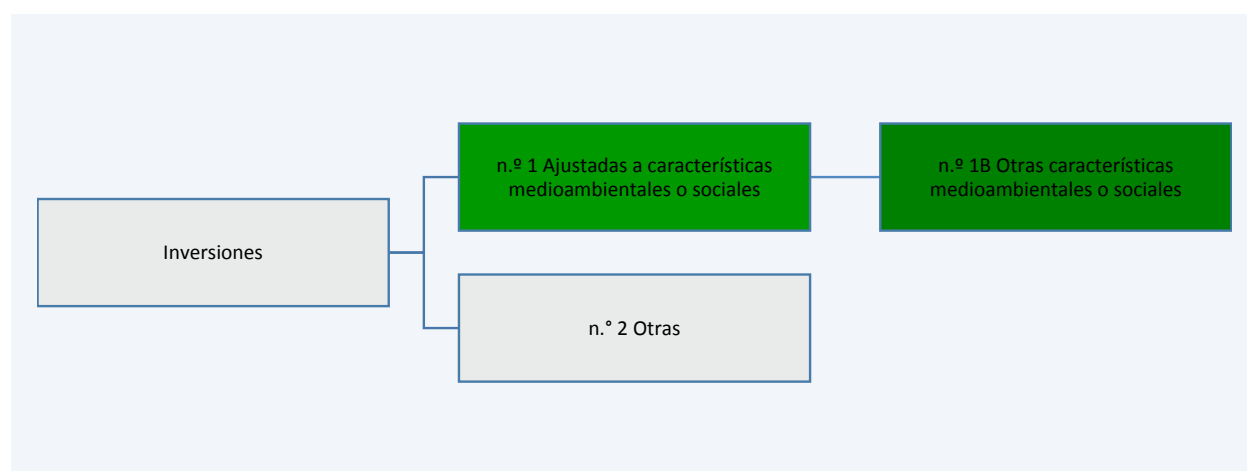 n.º 1 Ajustadas a características
medioambientales o sociales
n.º 1B Otras características
medioambientales o sociales
Inversiones
n.° 2 Otras